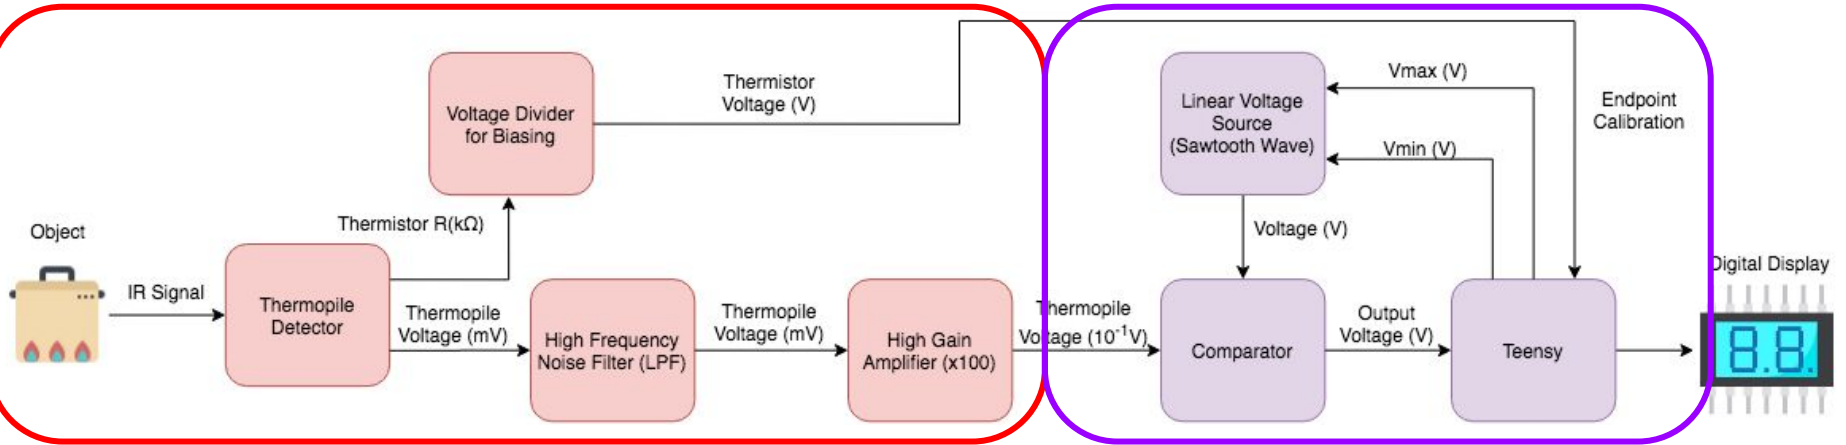 Object
IR Signal
Thermopile
Detector
Thermistor R(kΩ)
Voltage Divider
for Biasing
Thermistor
Voltage (V)
Thermopile
Voltage (mV)
High Frequency
Noise Filter (LPF)
Thermopile
Voltage (mV)
High Gain
Amplifier (x100)
Thermopile
Voltage (10⁻¹V)
Linear Voltage
Source
(Sawtooth Wave)
Vmax (V)
Vmin (V)
Endpoint
Calibration
Voltage (V)
Comparator
Output
Voltage (V)
Teensy
Digital Display
8.8.